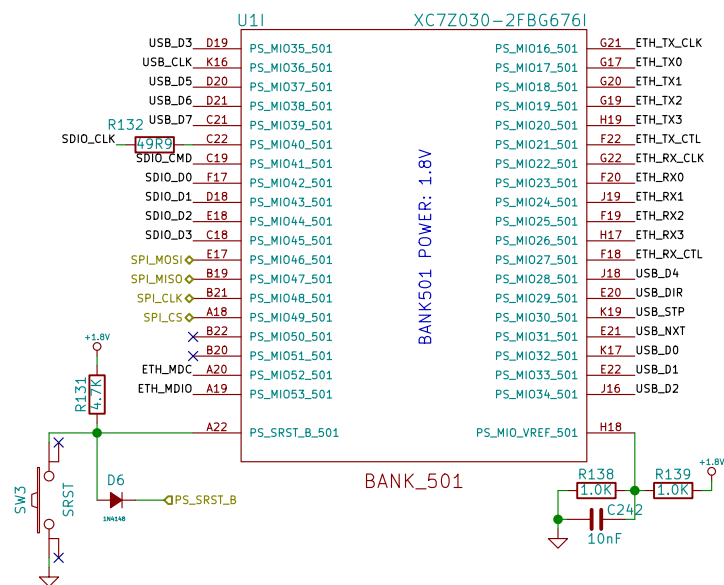 U1I XC7Z030-2FBG676I
USB_D3 D19 PS_MIO35_501 PS_MIO16_501 G21 ETH_TX_CLK
USB_CLK K16 PS_MIO36_501 PS_MIO17_501 G17 ETH_TX0
USB_D5 D20 PS_MIO37_501 PS_MIO18_501 G20 ETH_TX1
USB_D6 D21 PS_MIO38_501 PS_MIO19_501 G19 ETH_TX2
USB_D7 C21 PS_MIO39_501 PS_MIO20_501 H19 ETH_TX3
R132
SDIO_CLK 49R9 C22 PS_MIO40_501 PS_MIO21_501 F22 ETH_TX_CTL
SDIO_CMD C19 PS_MIO41_501 PS_MIO22_501 G22 ETH_RX_CLK
SDIO_D0 F17 PS_MIO42_501 PS_MIO23_501 F20 ETH_RX0
SDIO_D1 D18 PS_MIO43_501 PS_MIO24_501 J19 ETH_RX1
SDIO_D2 E18 PS_MIO44_501 PS_MIO25_501 F19 ETH_RX2
SDIO_D3 C18 PS_MIO45_501 PS_MIO26_501 H17 ETH_RX3
SPI_MOSI E17 PS_MIO46_501 PS_MIO27_501 F18 ETH_RX_CTL
SPI_MISO B19 PS_MIO47_501 PS_MIO28_501 J18 USB_D4
SPI_CLK B21 PS_MIO48_501 PS_MIO29_501 E20 USB_DIR
SPI_CS A18 PS_MIO49_501 PS_MIO30_501 K19 USB_STP
B22 PS_MIO50_501 PS_MIO31_501 E21 USB_NXT
B20 PS_MIO51_501 PS_MIO32_501 K17 USB_D0
ETH_MDC A20 PS_MIO52_501 PS_MIO33_501 E22 USB_D1
ETH_MDIO A19 PS_MIO53_501 PS_MIO34_501 J16 USB_D2
A22 PS_SRST_B_501 PS_MIO_VREF_501 H18
BANK501 POWER: 1.8V
BANK_501
+1.8V
R131
4.7K
SW3
SRST
D6
1N4148
PS_SRST_B
R138
1.0K
R139
1.0K
+1.8V
C242
10nF